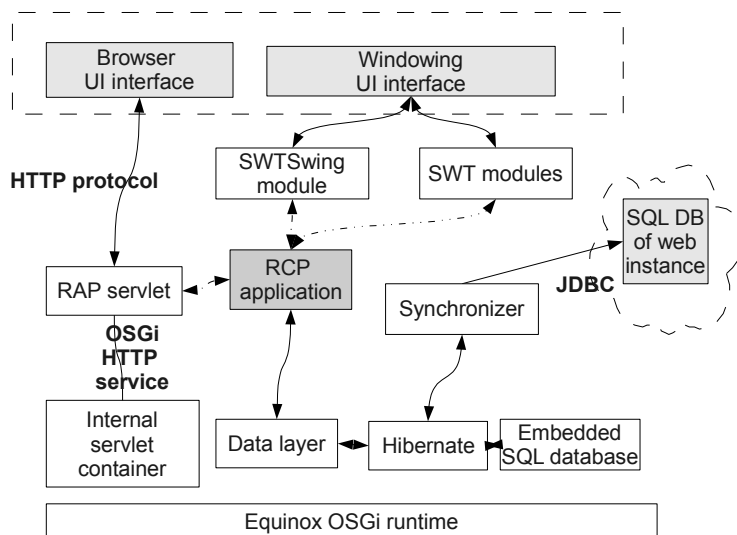 Browser
UI interface
Windowing
UI interface
HTTP protocol
SWTSwing
module
SWT modules
SQL DB
of web
instance
RAP servlet
RCP
application
JDBC
Synchronizer
OSGi
HTTP
service
Internal
servlet
container
Data layer
Hibernate
Embedded
SQL database
Equinox OSGi runtime